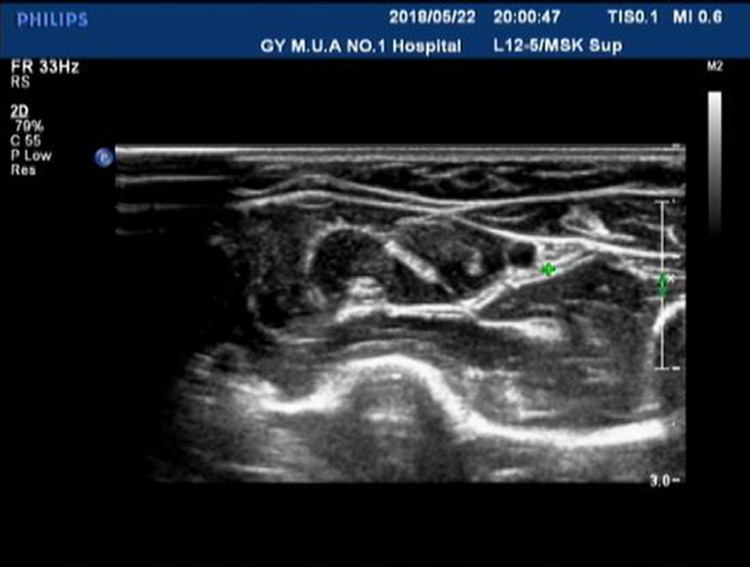 PHILIPS
2018/05/22 20:00:47 TIS0.1 MI 0.6
GY M.U.A NO.1 Hospital L12-5/MSK Sup
FR 33Hz
RS
M2
2D
79%
C 55
P Low
Res
P
3.0